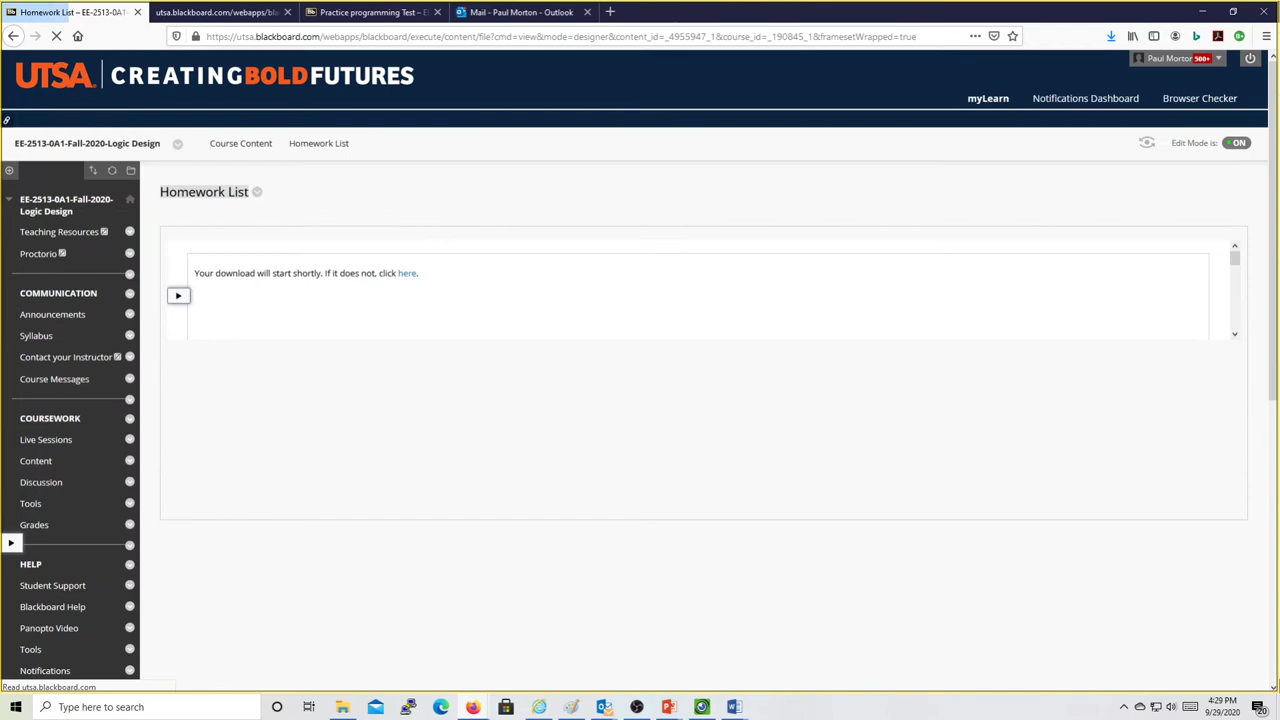 Homework List – EE-2513-0A1-
utsa.blackboard.com/webapps/bla
Practice programming Test – E
Mail - Paul Morton - Outlook
https://utsa.blackboard.com/webapps/blackboard/execute/content/file?cmd=view&mode=designer&content_id=_4955947_1&course_id=_190845_1&framesetWrapped=true
UTSA. CREATINGBOLDFUTURES
Paul Morton 500+
myLearn Notifications Dashboard Browser Checker
EE-2513-0A1-Fall-2020-Logic Design Course Content Homework List Edit Mode is: ON
Homework List
EE-2513-0A1-Fall-2020-
Logic Design
Teaching Resources
Proctorio
COMMUNICATION
Announcements
Syllabus
Contact your Instructor
Course Messages
COURSEWORK
Live Sessions
Content
Discussion
Tools
Grades
HELP
Student Support
Blackboard Help
Panopto Video
Tools
Notifications
Your download will start shortly. If it does not, click here.
Read utsa.blackboard.com
Type here to search
4:29 PM
9/29/2020
20